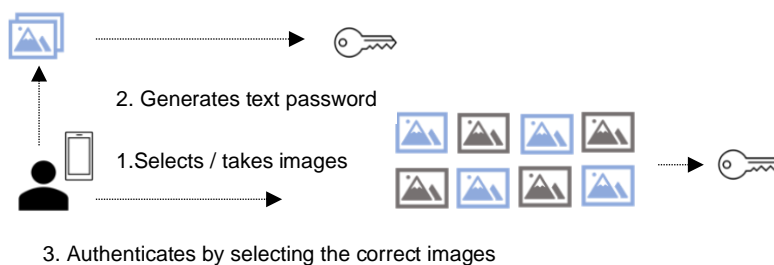 2. Generates text password
1.Selects / takes images
3. Authenticates by selecting the correct images